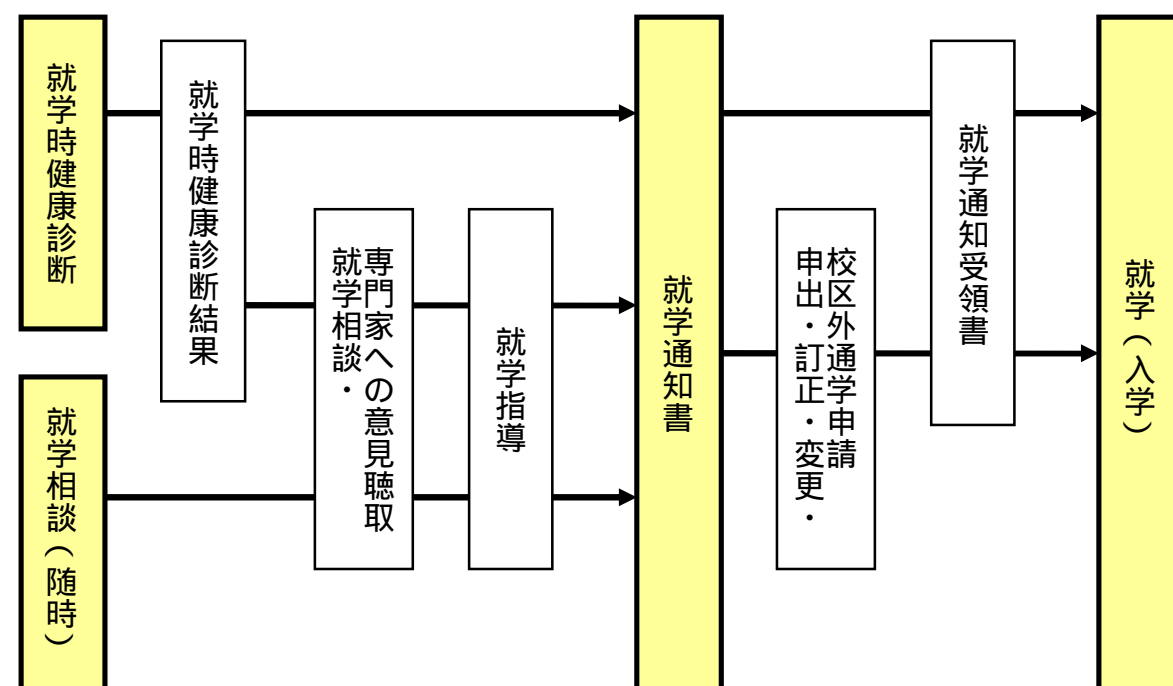 就学時健康診断
就学相談（随時）
就学時健康診断結果
就学相談・
専門家への意見聴取
就学指導
就学通知書
申出・訂正・変更・
校区外通学申請
就学通知受領書
就学（入学）